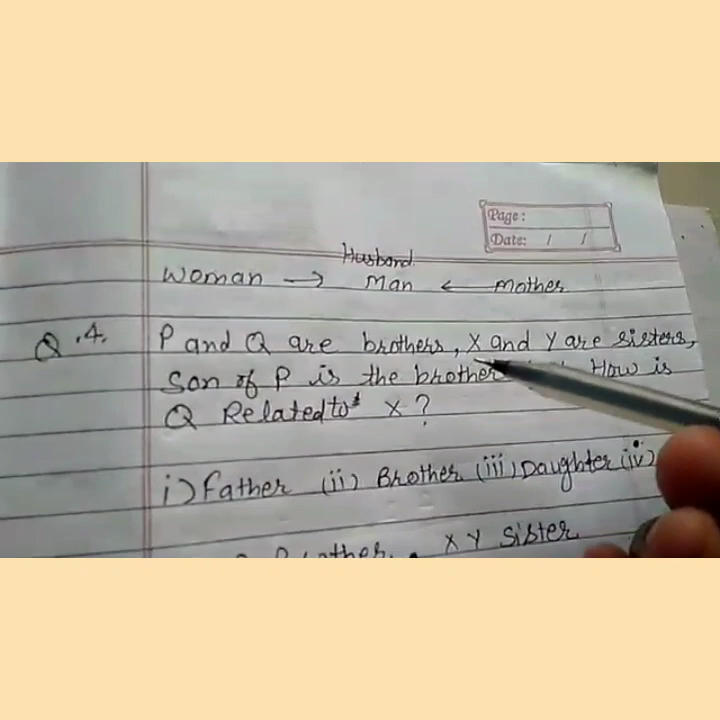 Page:
Date: / /
Husband
Woman → Man ← Mother
Q.4. P and Q are brothers, X and Y are sisters,
Son of P is the brother How is
Q Related to X?
i) Father (ii) Brother (iii) Daughter (iv)
XY Sister